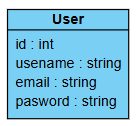 User
id : int
usename : string
email : string
pasword : string